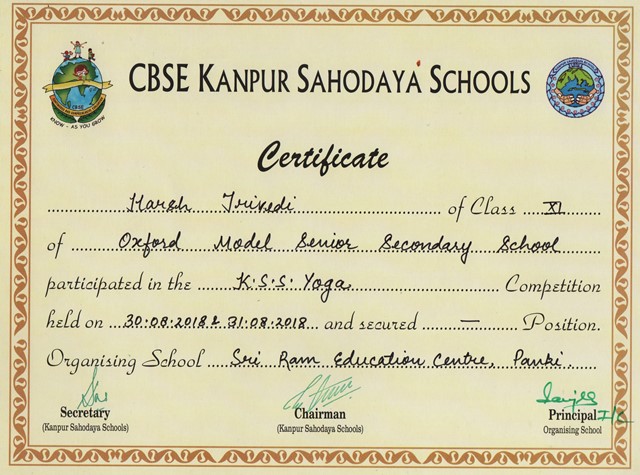 CBSE KANPUR SAHODAYA SCHOOLS
KNOW - AS YOU GROW
Certificate
Harsh Trivedi of Class XI
of Oxford Model Senior Secondary School
participated in the K.S.S. Yoga Competition
held on 30.08.2018 & 31.08.2018 and secured — Position.
Organising School Sri Ram Education Centre, Panki.
Secretary
(Kanpur Sahodaya Schools)
Chairman
(Kanpur Sahodaya Schools)
Principal I/C
Organising School